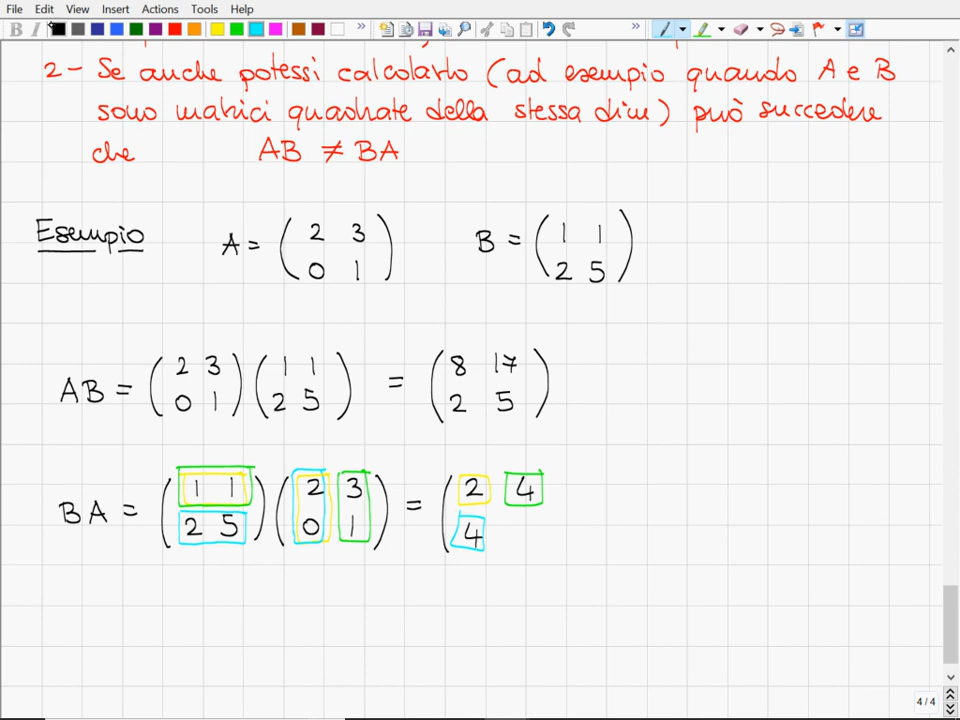 File Edit View Insert Actions Tools Help
B I » »
2 - Se anche potessi calcolarlo (ad esempio quando A e B
sono matrici quadrate della stessa dim) può succedere
che AB ≠ BA
Esempio A = ( 2 3 B = ( 1 1
0 1 ) 2 5 )
AB = ( 2 3 ( 1 1 = ( 8 17
0 1 ) 2 5 ) 2 5 )
BA = ( 1 1 ( 2 3 = ( 2 4
2 5 ) 0 1 ) 4
4 / 4